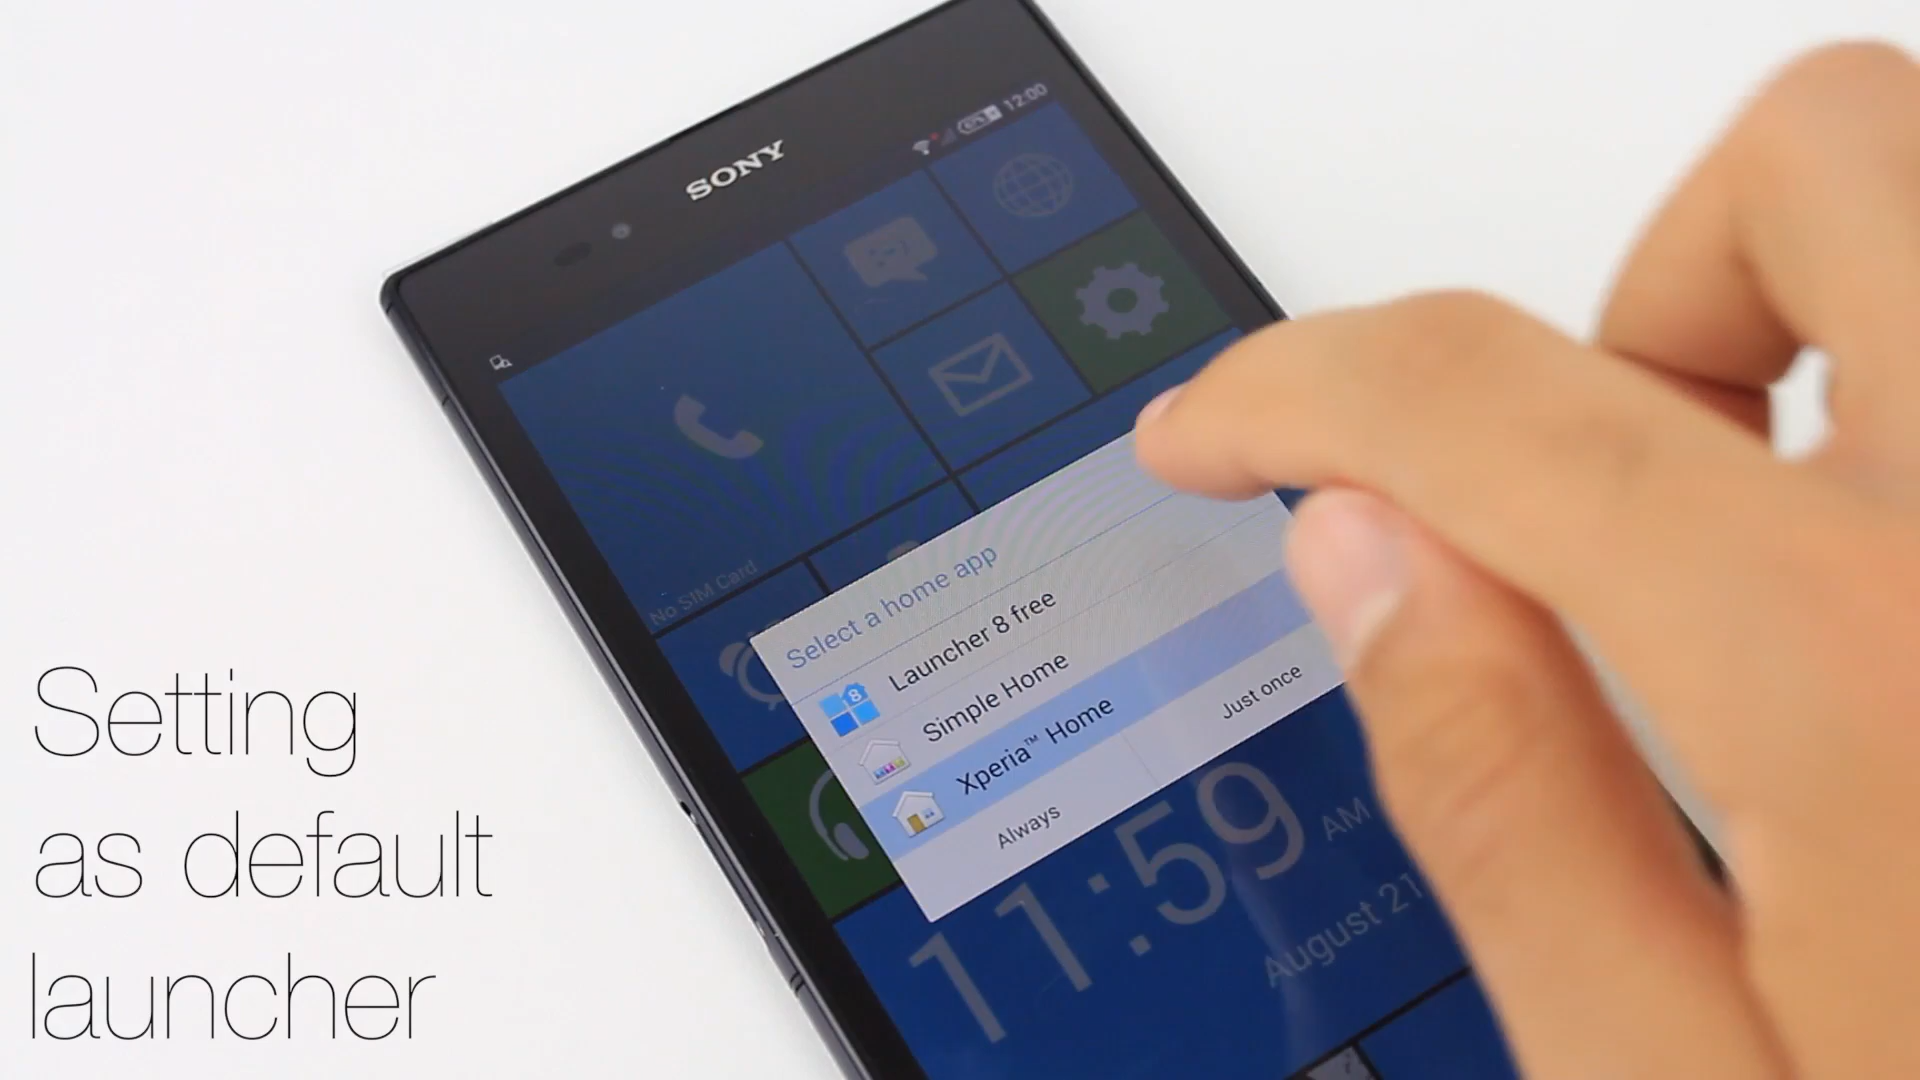 12:00
SONY
No SIM Card
Select a home app
Launcher 8 free
8
Simple Home
Xperia™ Home
Always
Just once
11:59 AM
August 21
Setting
as default
launcher